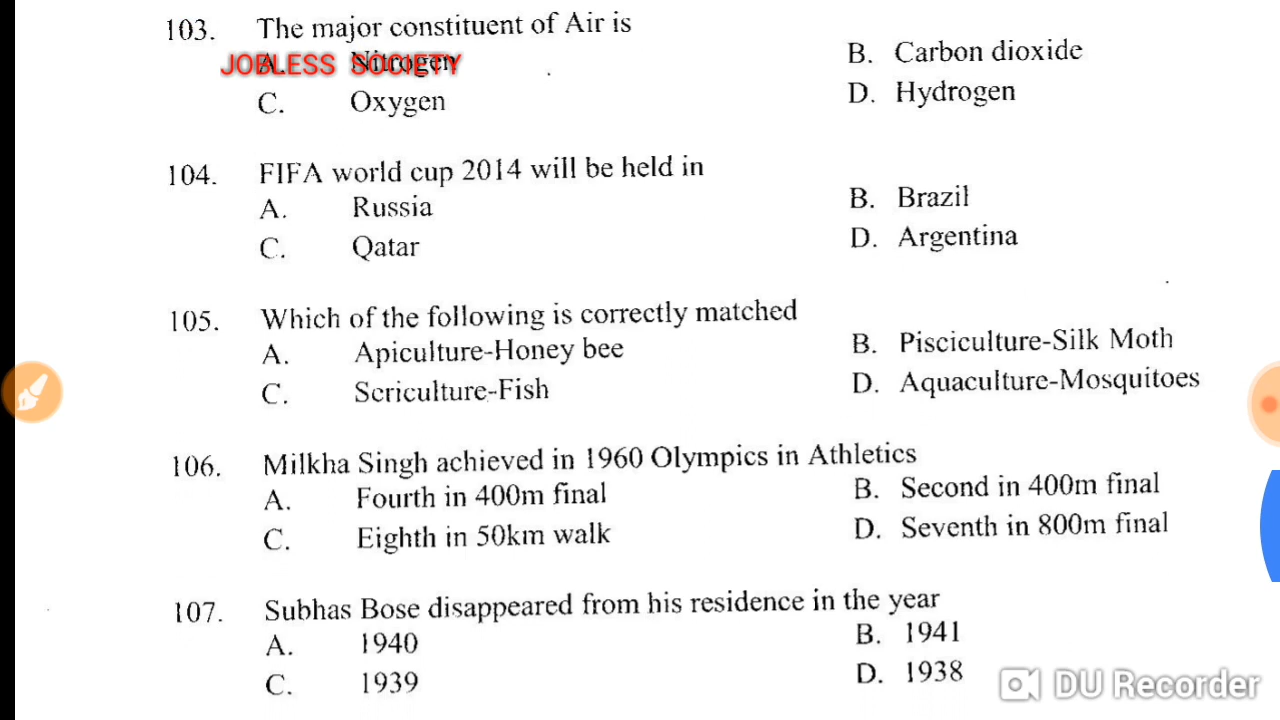 103. The major constituent of Air is
JOBLESS SOCIETY
A. Nitrogen B. Carbon dioxide
C. Oxygen D. Hydrogen
104. FIFA world cup 2014 will be held in
A. Russia B. Brazil
C. Qatar D. Argentina
105. Which of the following is correctly matched
A. Apiculture-Honey bee B. Pisciculture-Silk Moth
C. Sericulture-Fish D. Aquaculture-Mosquitoes
106. Milkha Singh achieved in 1960 Olympics in Athletics
A. Fourth in 400m final B. Second in 400m final
C. Eighth in 50km walk D. Seventh in 800m final
107. Subhas Bose disappeared from his residence in the year
A. 1940 B. 1941
C. 1939 D. 1938
DU Recorder